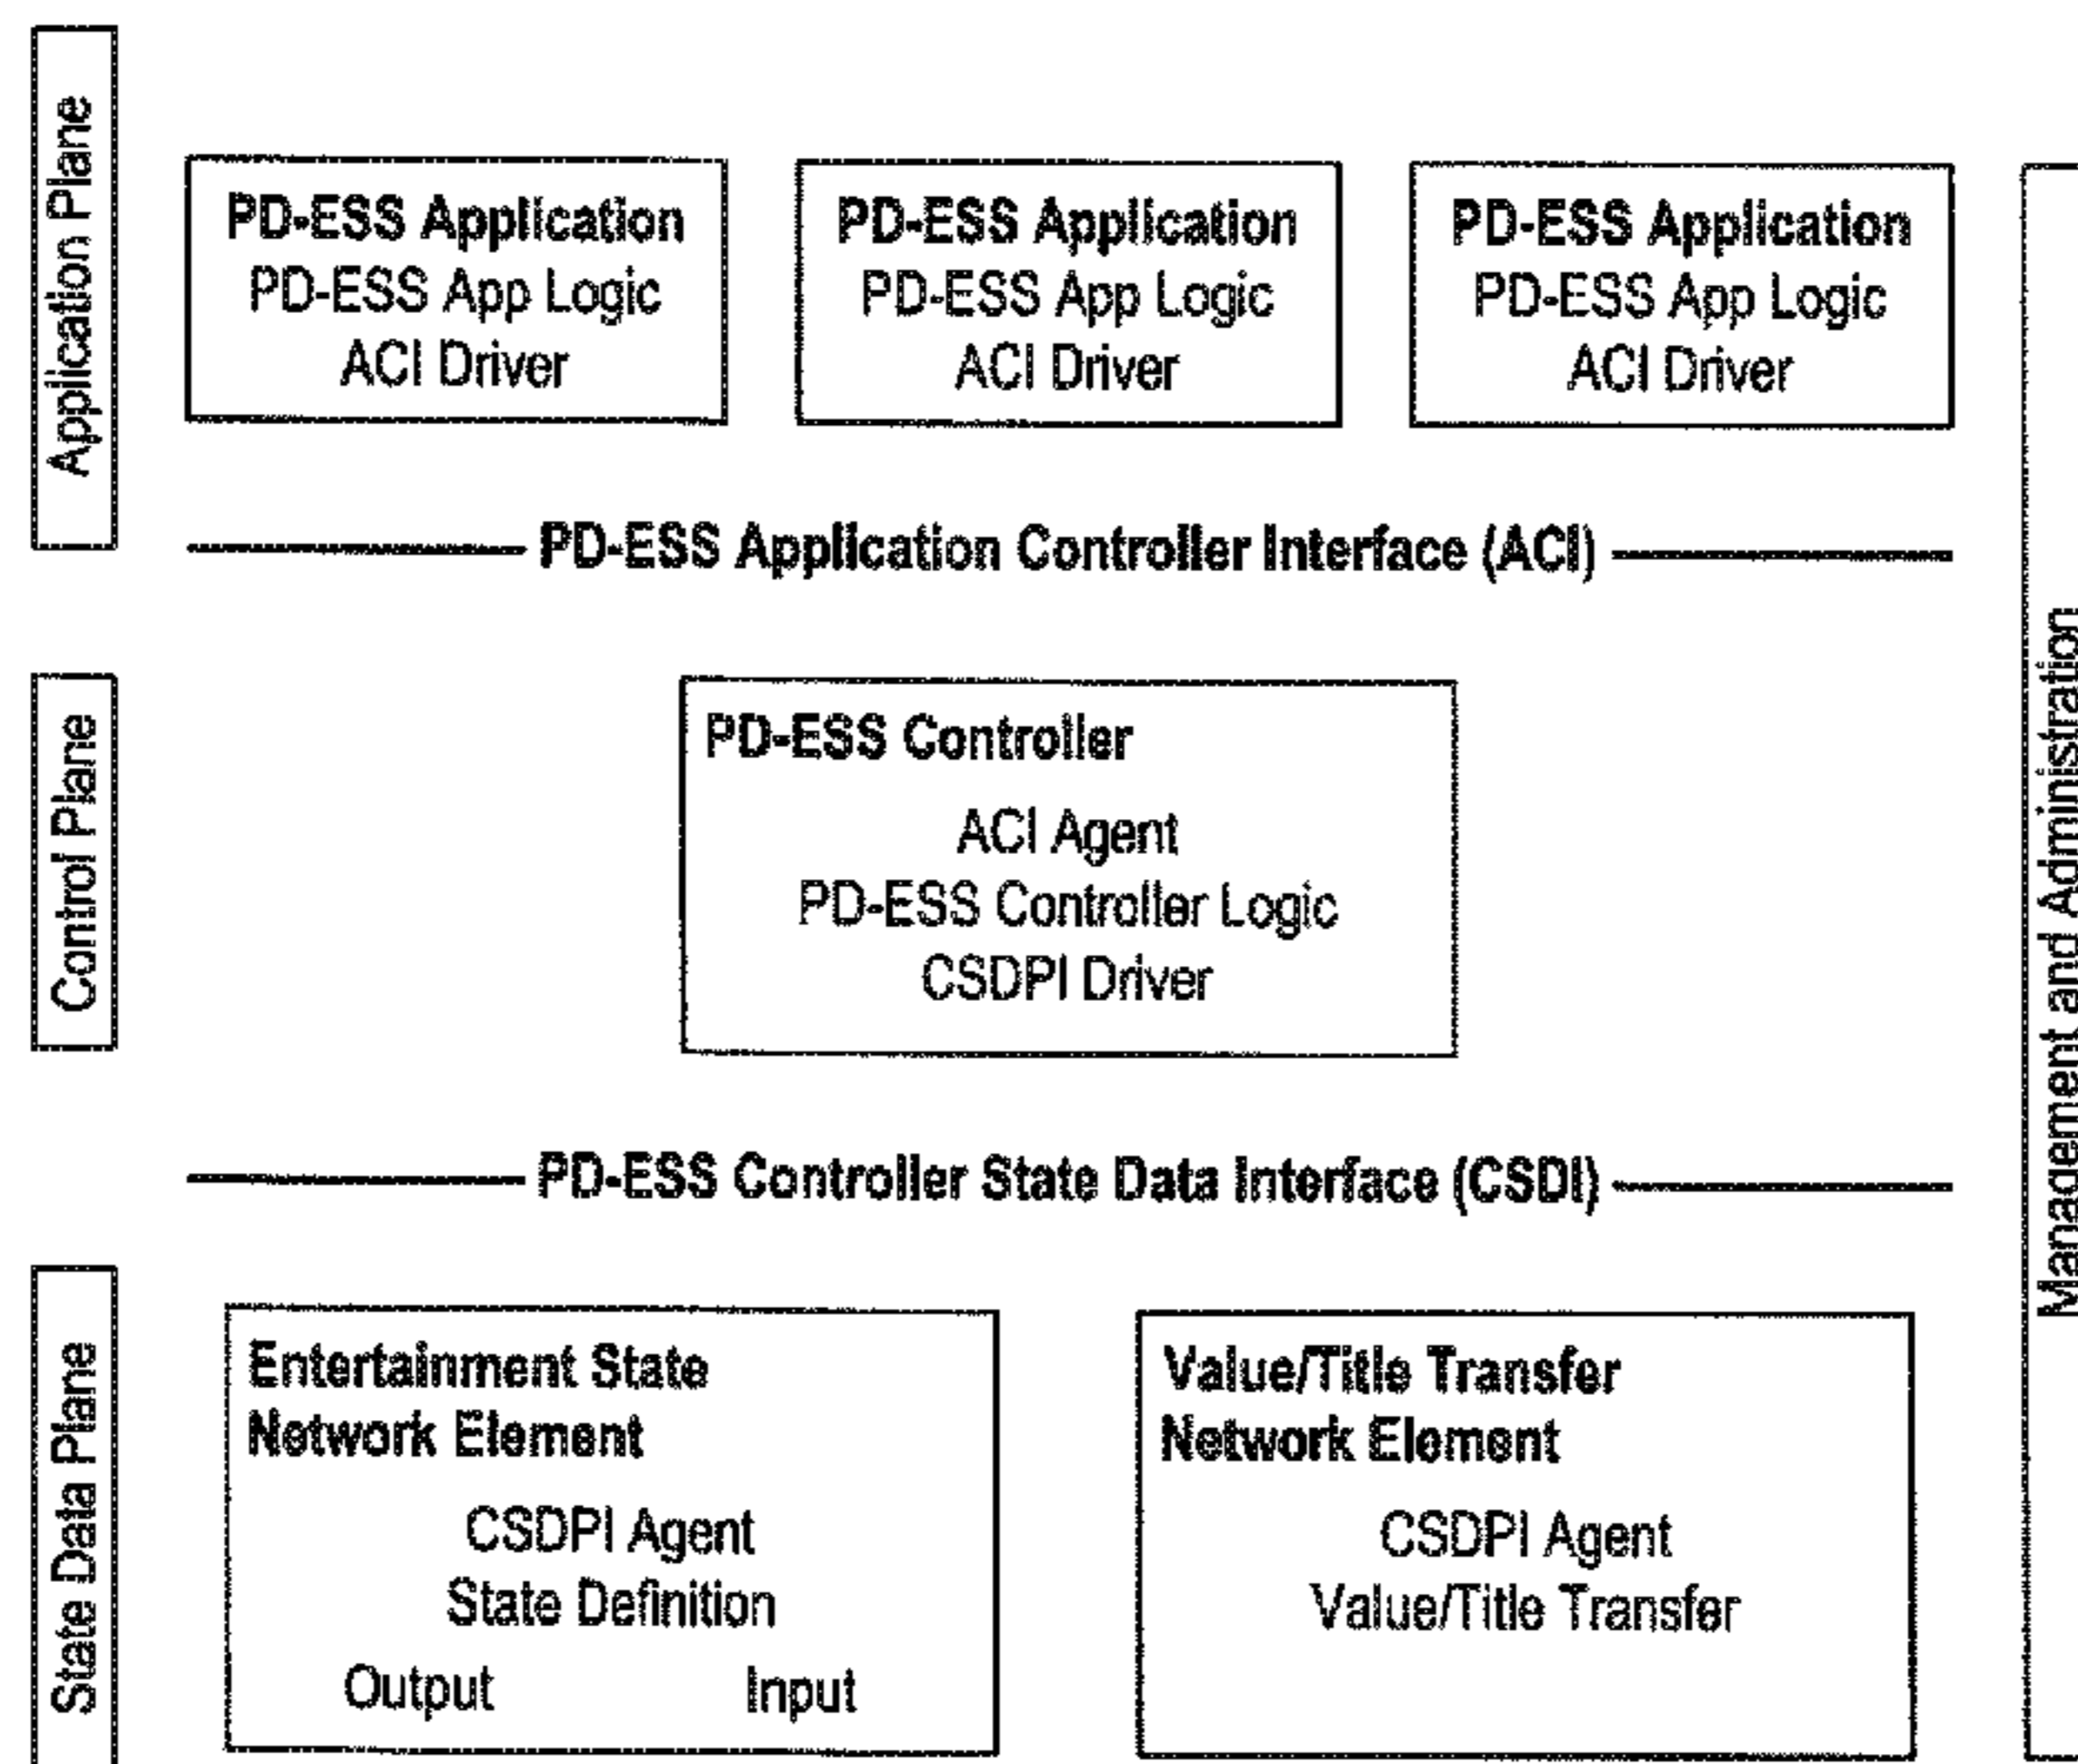 Application Plane
PD-ESS Application
PD-ESS App Logic
ACI Driver
PD-ESS Application
PD-ESS App Logic
ACI Driver
PD-ESS Application
PD-ESS App Logic
ACI Driver
PD-ESS Application Controller Interface (ACI)
Control Plane
PD-ESS Controller
ACI Agent
PD-ESS Controller Logic
CSDPI Driver
PD-ESS Controller State Data Interface (CSDI)
State Data Plane
Entertainment State
Network Element
CSDPI Agent
State Definition
Output Input
Value/Title Transfer
Network Element
CSDPI Agent
Value/Title Transfer
Management and Administration